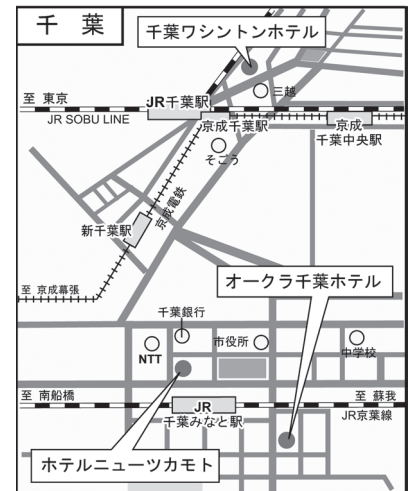 千　葉
千葉ワシントンホテル
至 東京
JR千葉駅
三越
JR SOBU LINE
京成千葉駅
京成
千葉中央駅
そごう
京成電鉄
新千葉駅
至 京成幕張
オークラ千葉ホテル
千葉銀行
NTT
市役所
中学校
至 南船橋
JR
千葉みなと駅
至 蘇我
JR京葉線
ホテルニューツカモト